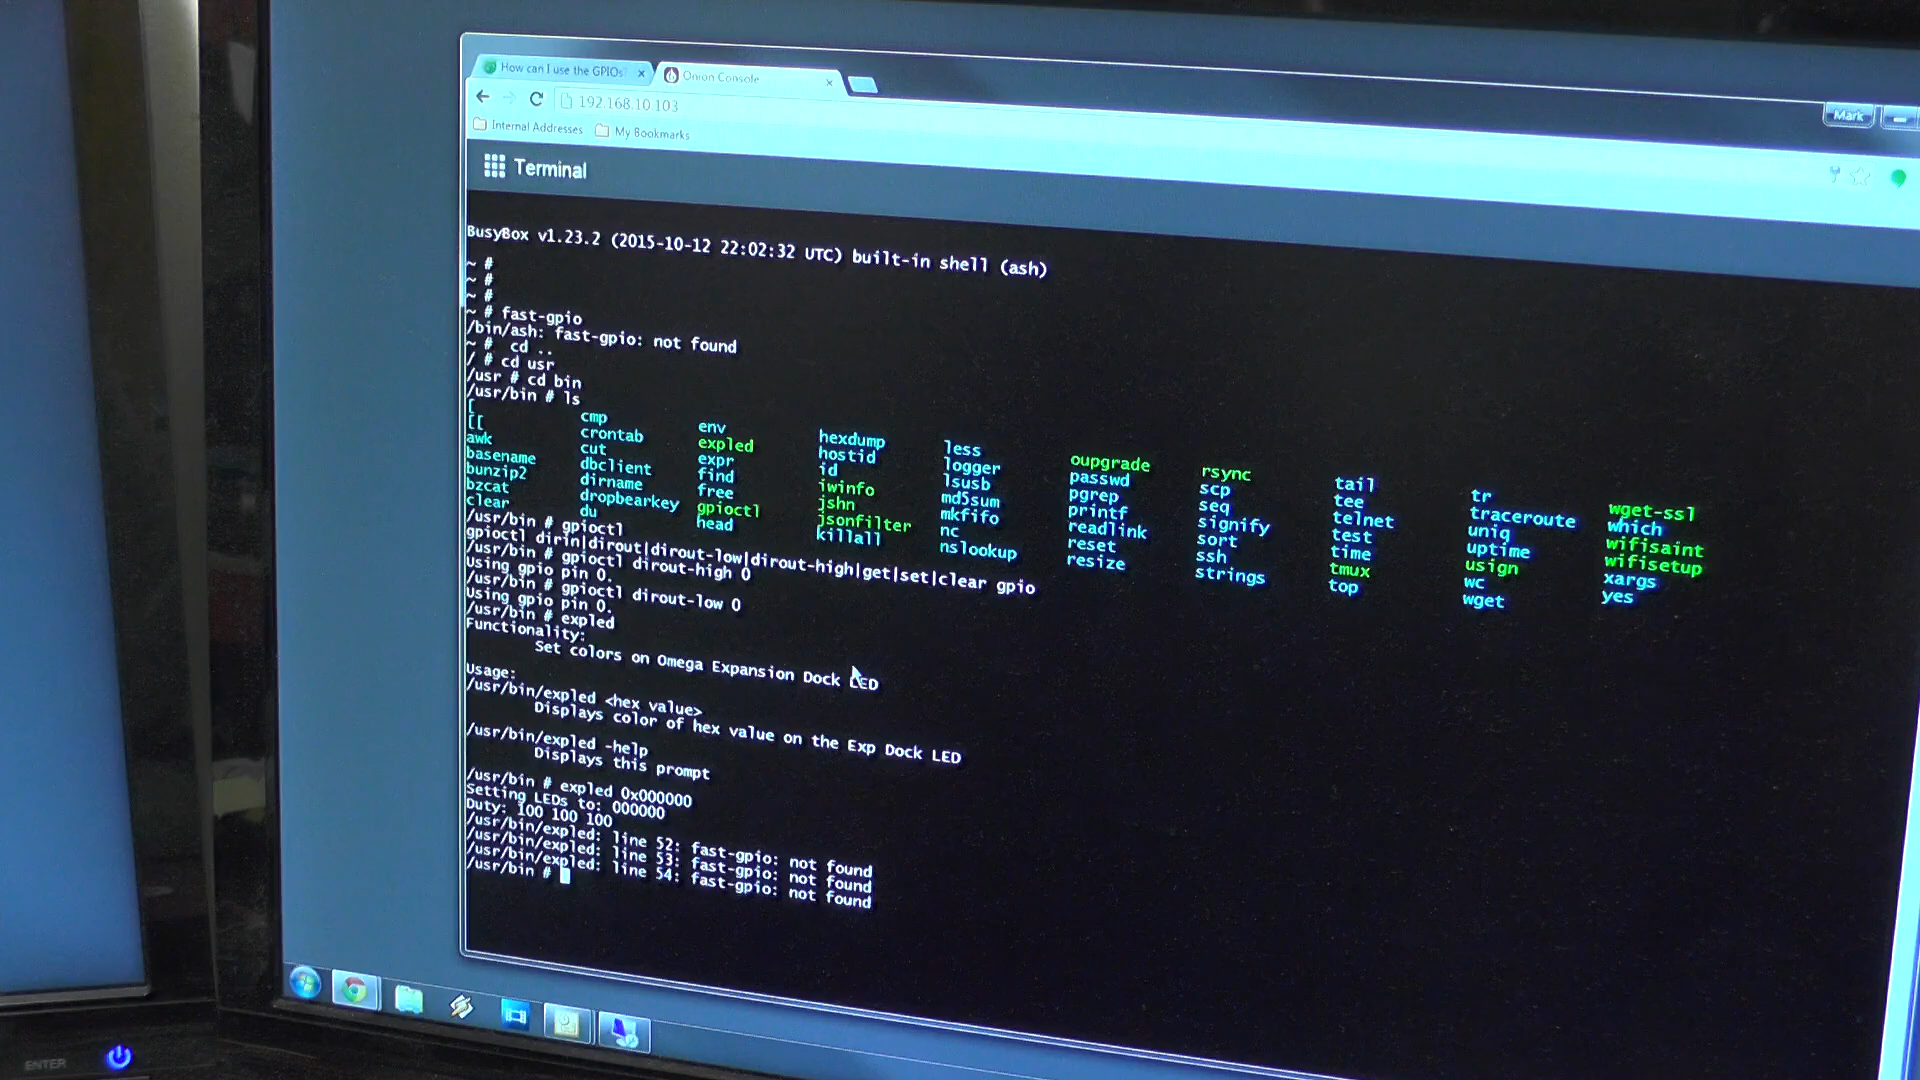 How can I use the GPIOs
Onion Console
192.168.10.103
Mark
Internal Addresses My Bookmarks
Terminal
BusyBox v1.23.2 (2015-10-12 22:02:32 UTC) built-in shell (ash)
~ #
~ #
~ #
~ # fast-gpio
/bin/ash: fast-gpio: not found
~ # cd ..
/ # cd usr
/usr # cd bin
/usr/bin # ls
[ cmp env hexdump less oupgrade rsync tail tr wget-ssl
[[ crontab expled hostid logger passwd scp tee traceroute which
awk cut expr id lsusb pgrep seq telnet uniq wifisaint
basename dbclient find iwinfo md5sum printf signify test uptime wifisetup
bunzip2 dirname free jshn mkfifo readlink sort time usign xargs
bzcat dropbearkey gpioctl jsonfilter nc reset ssh tmux wc yes
clear du head killall nslookup resize strings top wget
/usr/bin # gpioctl
gpioctl dirin|dirout|dirout-low|dirout-high|get|set|clear gpio
/usr/bin # gpioctl dirout-high 0
Using gpio pin 0.
/usr/bin # gpioctl dirout-low 0
Using gpio pin 0.
/usr/bin # expled
Functionality:
Set colors on Omega Expansion Dock LED
Usage:
/usr/bin/expled <hex value>
Displays color of hex value on the Exp Dock LED
/usr/bin/expled -help
Displays this prompt
/usr/bin # expled 0x000000
Setting LEDs to: 000000
Duty: 100 100 100
/usr/bin/expled: line 52: fast-gpio: not found
/usr/bin/expled: line 53: fast-gpio: not found
/usr/bin/expled: line 54: fast-gpio: not found
/usr/bin #
ENTER